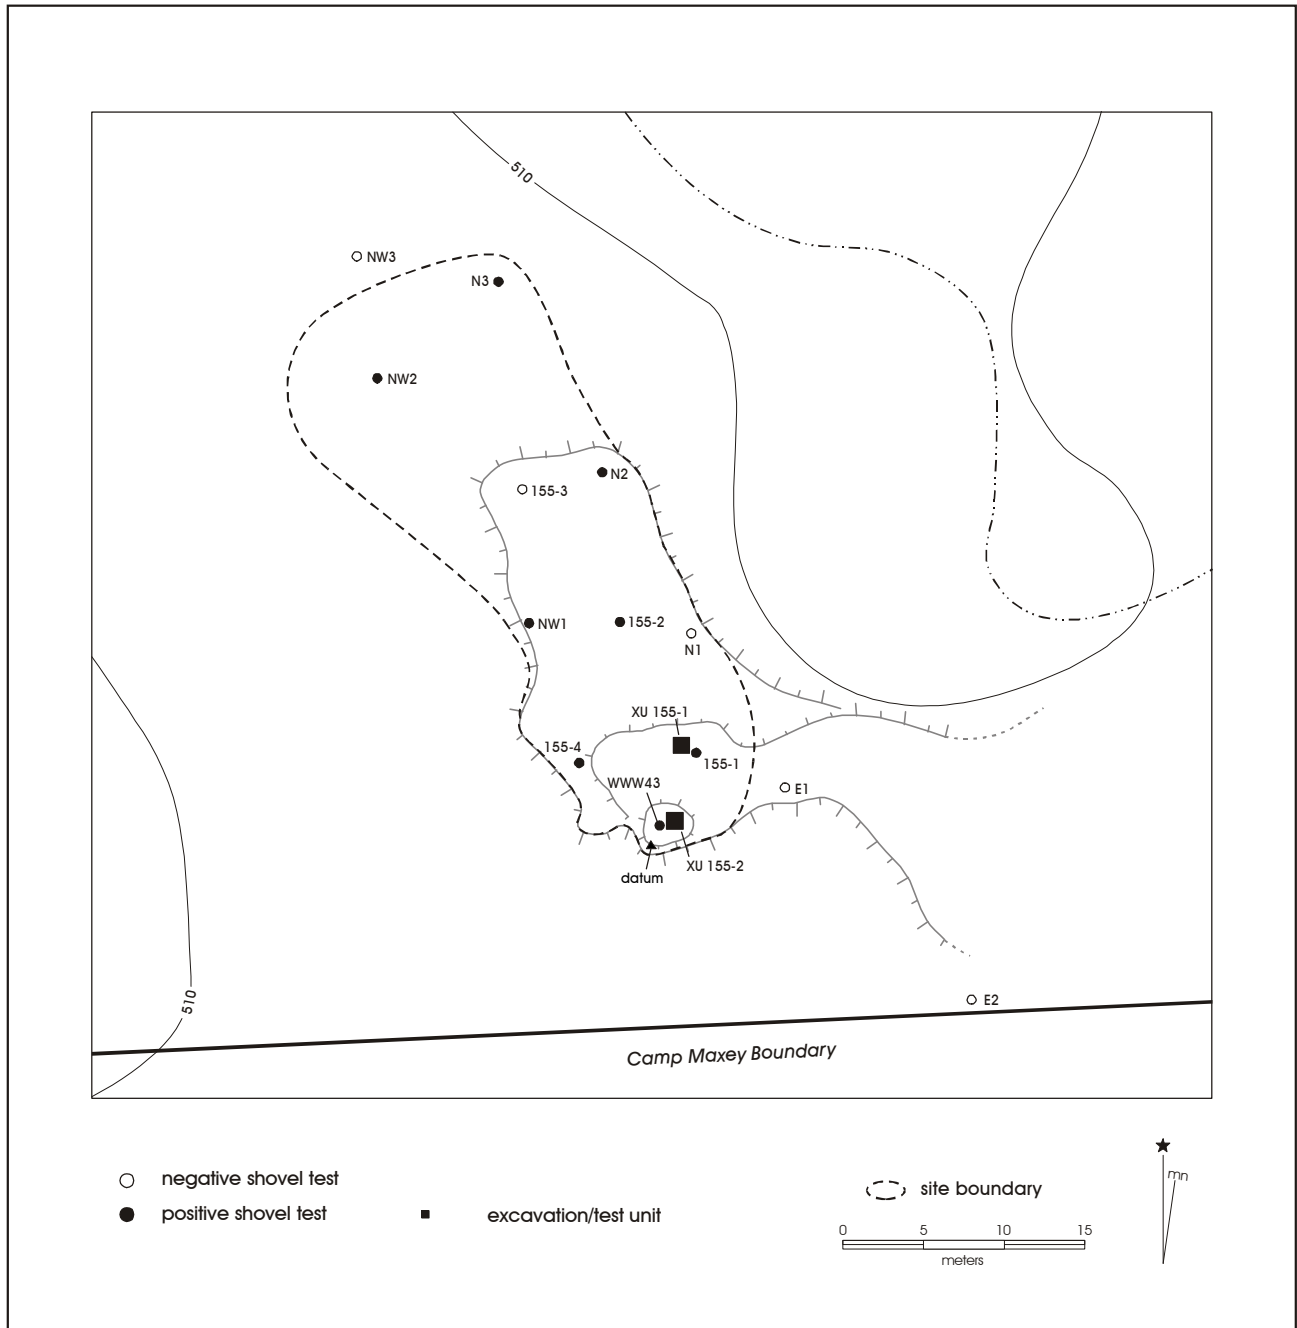 510
NW3
N3
NW2
N2
155-3
NW1
155-2
N1
XU 155-1
155-4
155-1
WWW43
E1
XU 155-2
datum
510
E2
Camp Maxey Boundary
negative shovel test
positive shovel test
excavation/test unit
site boundary
0 5 10 15
meters
mn